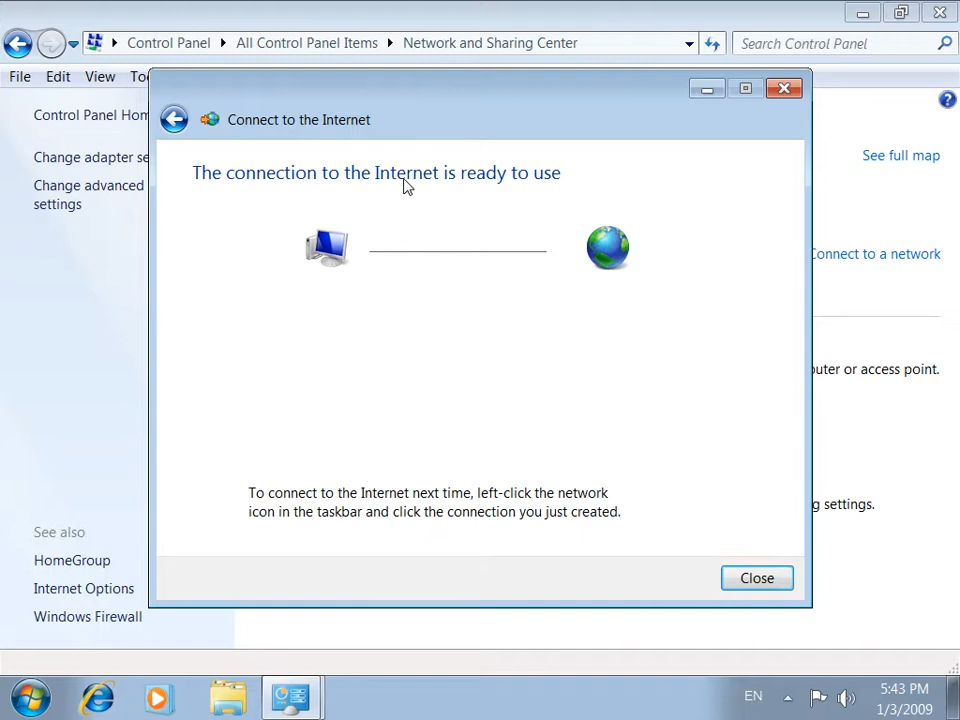 Control Panel
All Control Panel Items
Network and Sharing Center
Search Control Panel
File
Edit
View
To
Control Panel Hom
Change adapter se
Change advanced
settings
See also
HomeGroup
Internet Options
Windows Firewall
Connect to the Internet
The connection to the Internet is ready to use
To connect to the Internet next time, left-click the network
icon in the taskbar and click the connection you just created.
Close
See full map
Connect to a network
outer or access point.
g settings.
EN
5:43 PM
1/3/2009